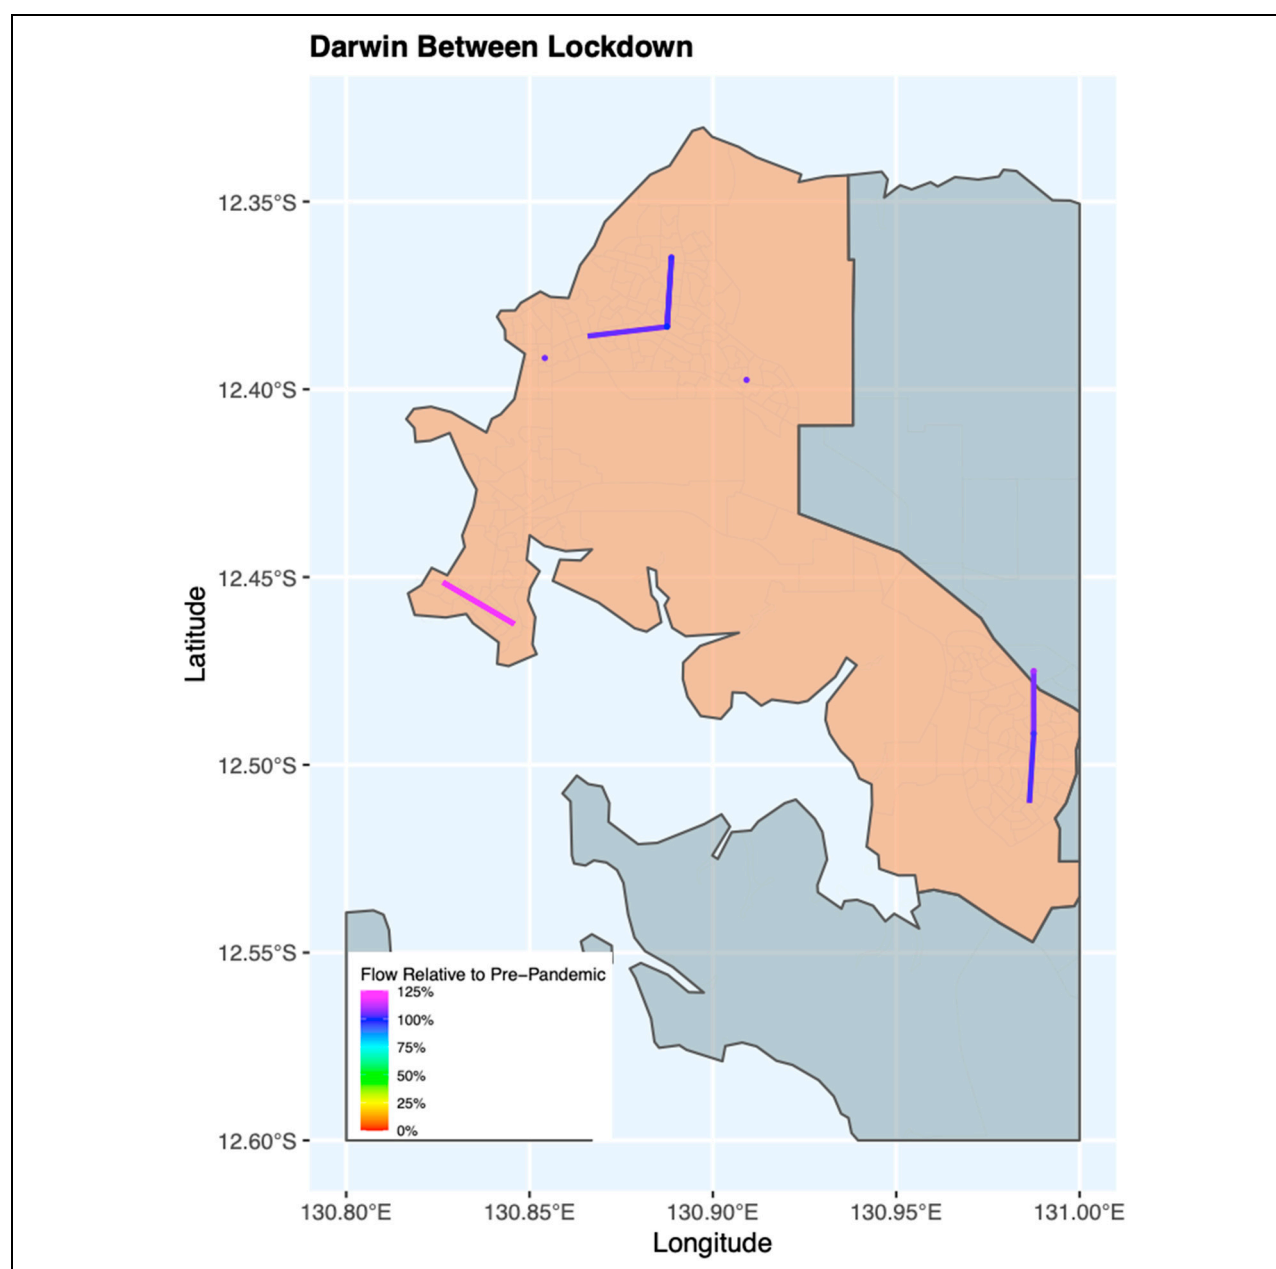 Darwin Between Lockdown
12.35°S
12.40°S
12.45°S
12.50°S
12.55°S
12.60°S
Latitude
Flow Relative to Pre−Pandemic
125%
100%
75%
50%
25%
0%
130.80°E 130.85°E 130.90°E 130.95°E 131.00°E
Longitude